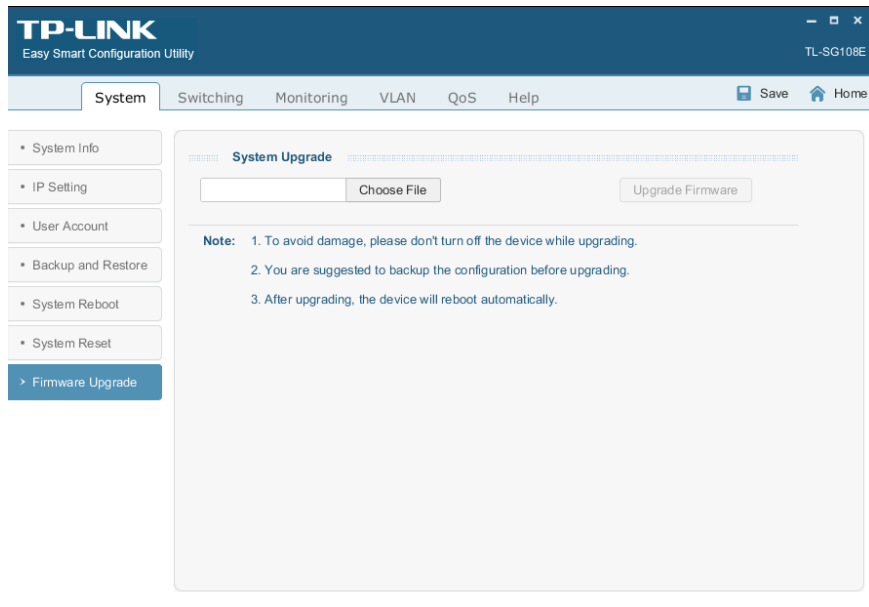 TP-LINK
Easy Smart Configuration Utility
TL-SG108E
System Switching Monitoring VLAN QoS Help Save Home
• System Info
• IP Setting
• User Account
• Backup and Restore
• System Reboot
• System Reset
> Firmware Upgrade
System Upgrade
Choose File Upgrade Firmware
Note: 1. To avoid damage, please don't turn off the device while upgrading.
2. You are suggested to backup the configuration before upgrading.
3. After upgrading, the device will reboot automatically.